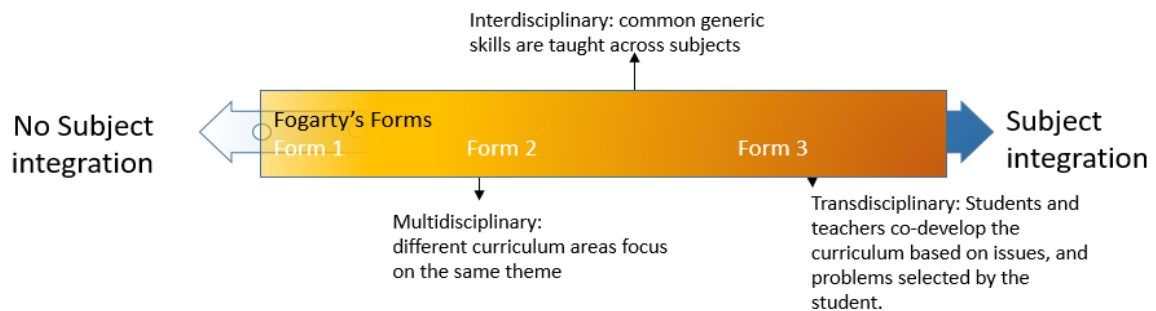 Interdisciplinary: common generic
skills are taught across subjects
No Subject
integration
Fogarty's Forms
Form 1
Form 2
Form 3
Subject
integration
Multidisciplinary:
different curriculum areas focus
on the same theme
Transdisciplinary: Students and
teachers co-develop the
curriculum based on issues, and
problems selected by the
student.